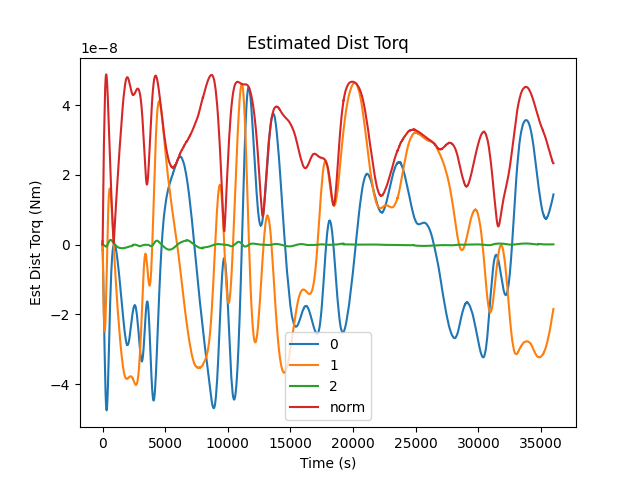 Estimated Dist Torq
1e−8
Est Dist Torq (Nm)
4
2
0
−2
−4
0
1
2
norm
0 5000 10000 15000 20000 25000 30000 35000
Time (s)